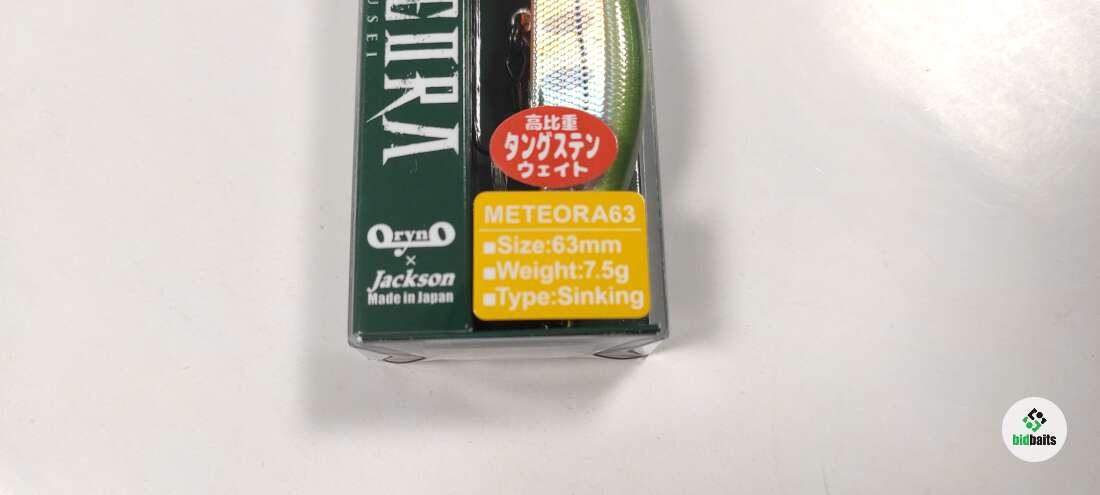 USEI
高比重
タングステン
ウェイト
METEORA63
■Size:63mm
■Weight:7.5g
■Type:Sinking
OrynO
×
Jackson
Made in Japan
bidbaits